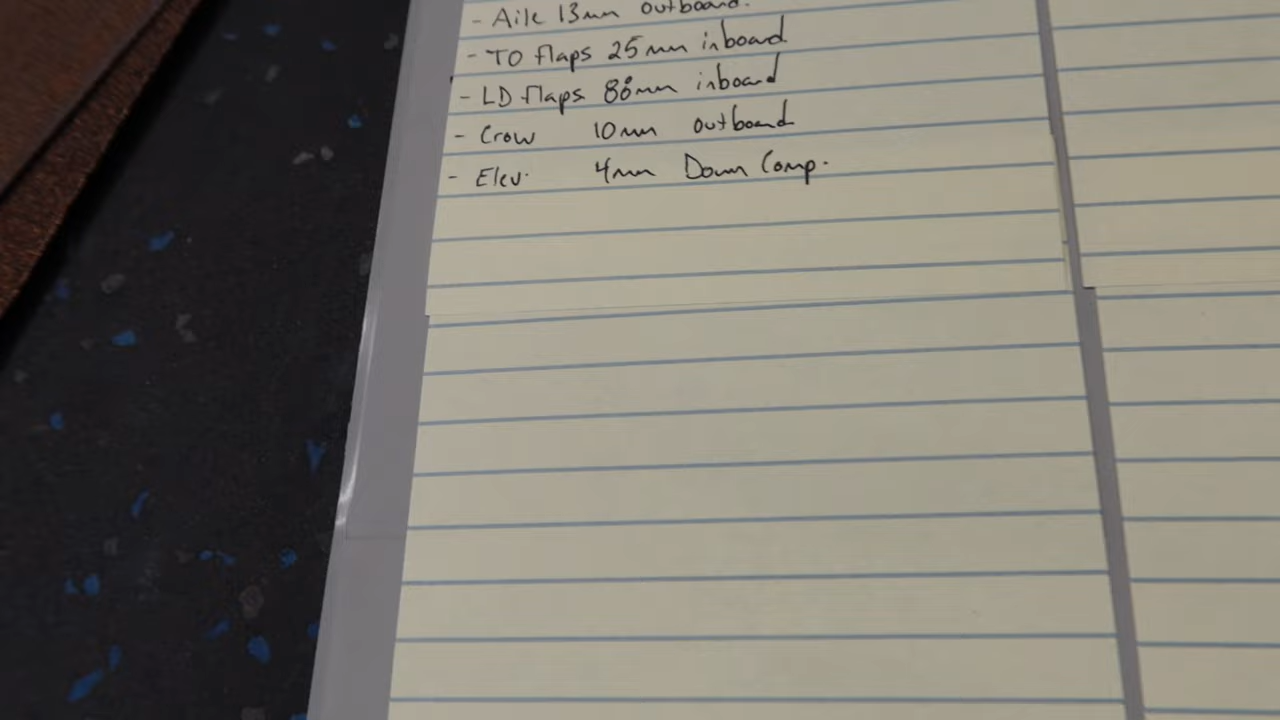 - Aile 13mm outboard.
- TO flaps 25mm inboard
- LD flaps 80mm inboard
- Crow 10mm outboard
- Elev. 4mm Down Comp.